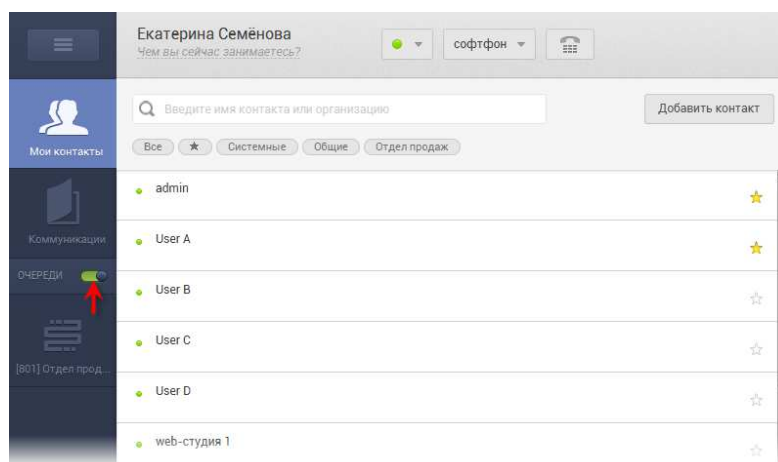 Екатерина Семёнова
Чем вы сейчас занимаетесь?
софтфон
Введите имя контакта или организацию
Добавить контакт
Все
Системные
Общие
Отдел продаж
Мои контакты
Коммуникации
ОЧЕРЕДИ
[801] Отдел прод...
admin
User A
User B
User C
User D
web-студия 1